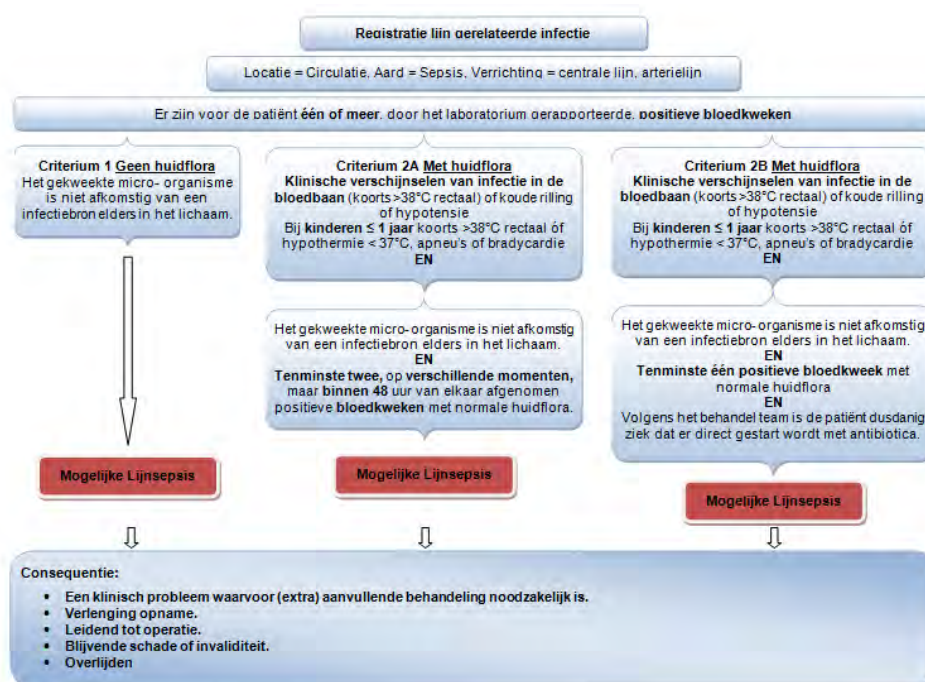 Registratie lijn gerelateerde infectie
Locatie = Circulatie, Aard = Sepsis, Verrichting = centrale lijn, arterielijn
Er zijn voor de patiënt één of meer, door het laboratorium gerapporteerde, positieve bloedkweken
Criterium 1 Geen huidflora
Het gekweekte micro- organisme
is niet afkomstig van een
infectiebron elders in het lichaam.
Mogelijke Lijnsepsis
Criterium 2A Met huidflora
Klinische verschijnselen van infectie in de
bloedbaan (koorts >38°C rectaal) of koude rilling
of hypotensie
Bij kinderen ≤ 1 jaar koorts >38°C rectaal óf
hypothermie < 37°C, apneu's of bradycardie
EN
Het gekweekte micro-organisme is niet afkomstig
van een infectiebron elders in het lichaam.
EN
Tenminste twee, op verschillende momenten,
maar binnen 48 uur van elkaar afgenomen
positieve bloedkweken met normale huidflora.
Mogelijke Lijnsepsis
Criterium 2B Met huidflora
Klinische verschijnselen van infectie in de
bloedbaan (koorts >38°C rectaal) of koude rilling
of hypotensie
Bij kinderen ≤ 1 jaar koorts >38°C rectaal óf
hypothermie < 37°C, apneu's of bradycardie
EN
Het gekweekte micro-organisme is niet afkomstig
van een infectiebron elders in het lichaam.
EN
Tenminste één positieve bloedkweek met
normale huidflora
EN
Volgens het behandel team is de patiënt dusdanig
ziek dat er direct gestart wordt met antibiotica.
Mogelijke Lijnsepsis
Consequentie:
• Een klinisch probleem waarvoor (extra) aanvullende behandeling noodzakelijk is.
• Verlenging opname.
• Leidend tot operatie.
• Blijvende schade of invaliditeit.
• Overlijden